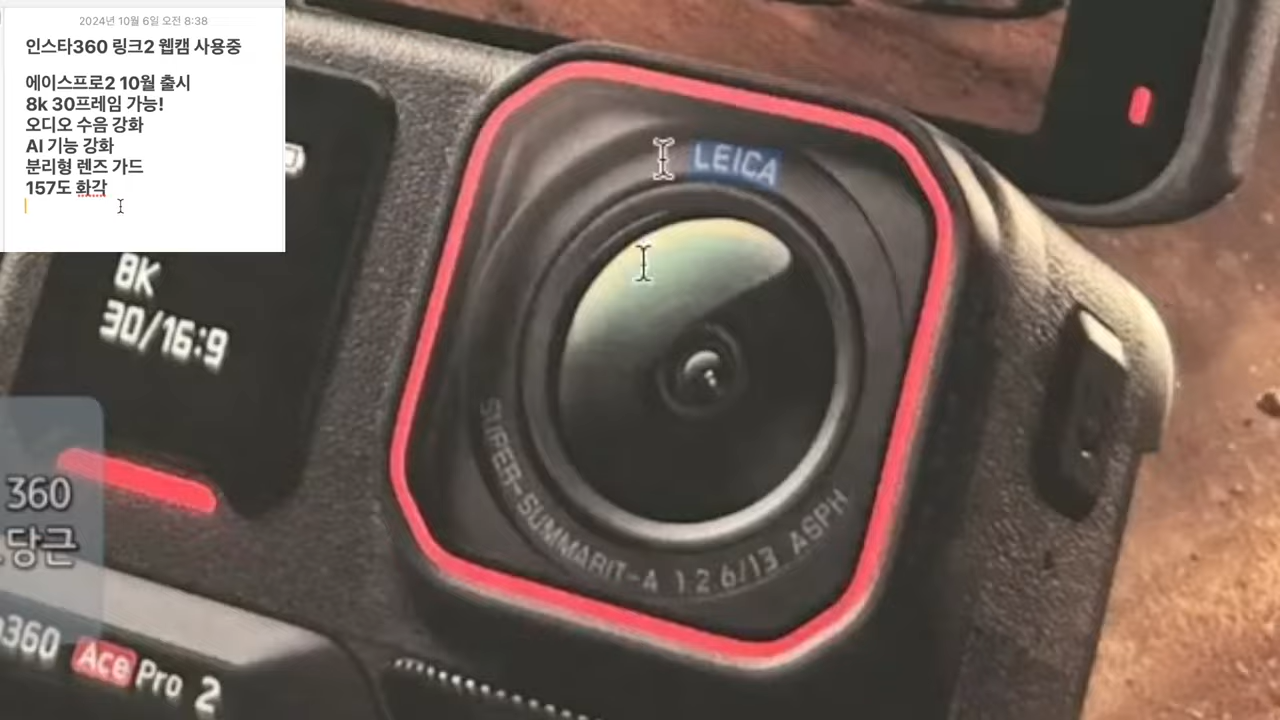 2024년 10월 6일 오전 8:38
인스타360 링크2 웹캠 사용중
에이스프로2 10월 출시
8k 30프레임 가능!
오디오 수음 강화
AI 기능 강화
분리형 렌즈 가드
157도 화각
LEICA
8K
30/16:9
SUPER-SUMMARIT-A 1:2.6/13 ASPH
360
당근
360 Ace Pro 2